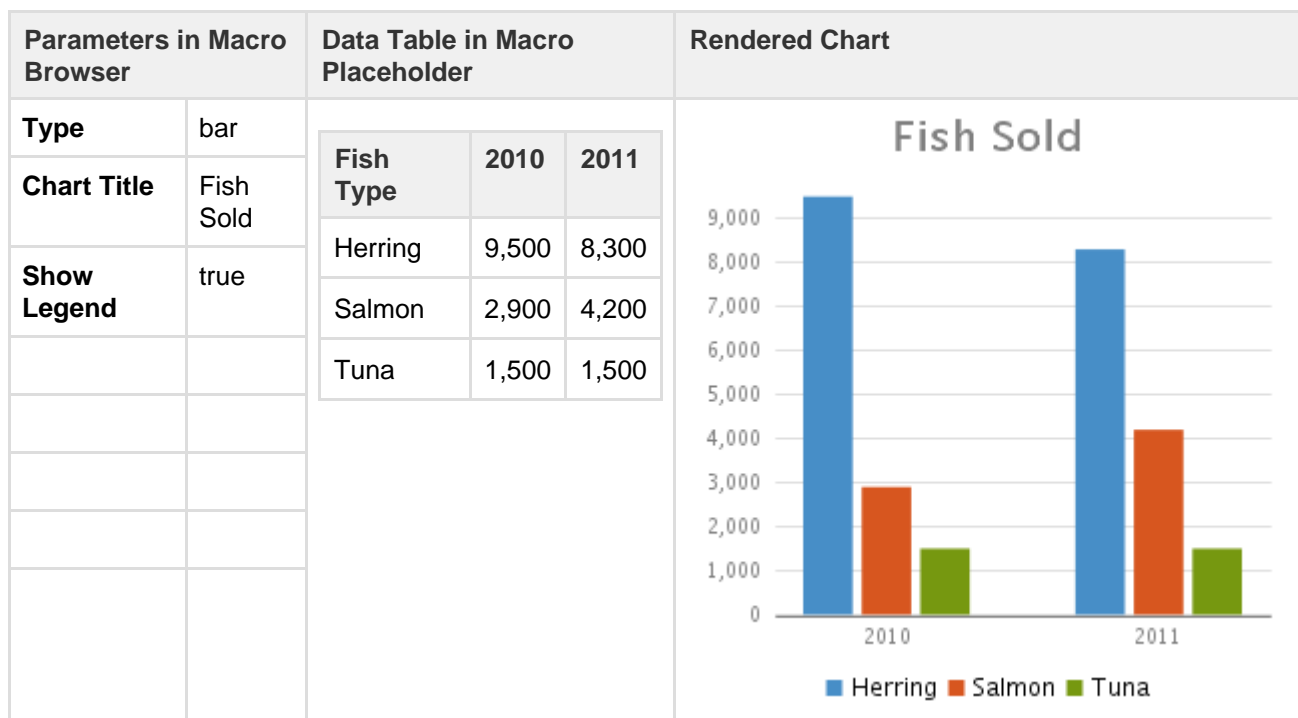 Parameters in Macro
Browser
Data Table in Macro
Placeholder
Rendered Chart
Type
bar
Chart Title
Fish
Sold
Show
Legend
true
Fish
Type
2010
2011
Herring
9,500
8,300
Salmon
2,900
4,200
Tuna
1,500
1,500
Fish Sold
9,000
8,000
7,000
6,000
5,000
4,000
3,000
2,000
1,000
0
2010
2011
Herring Salmon Tuna